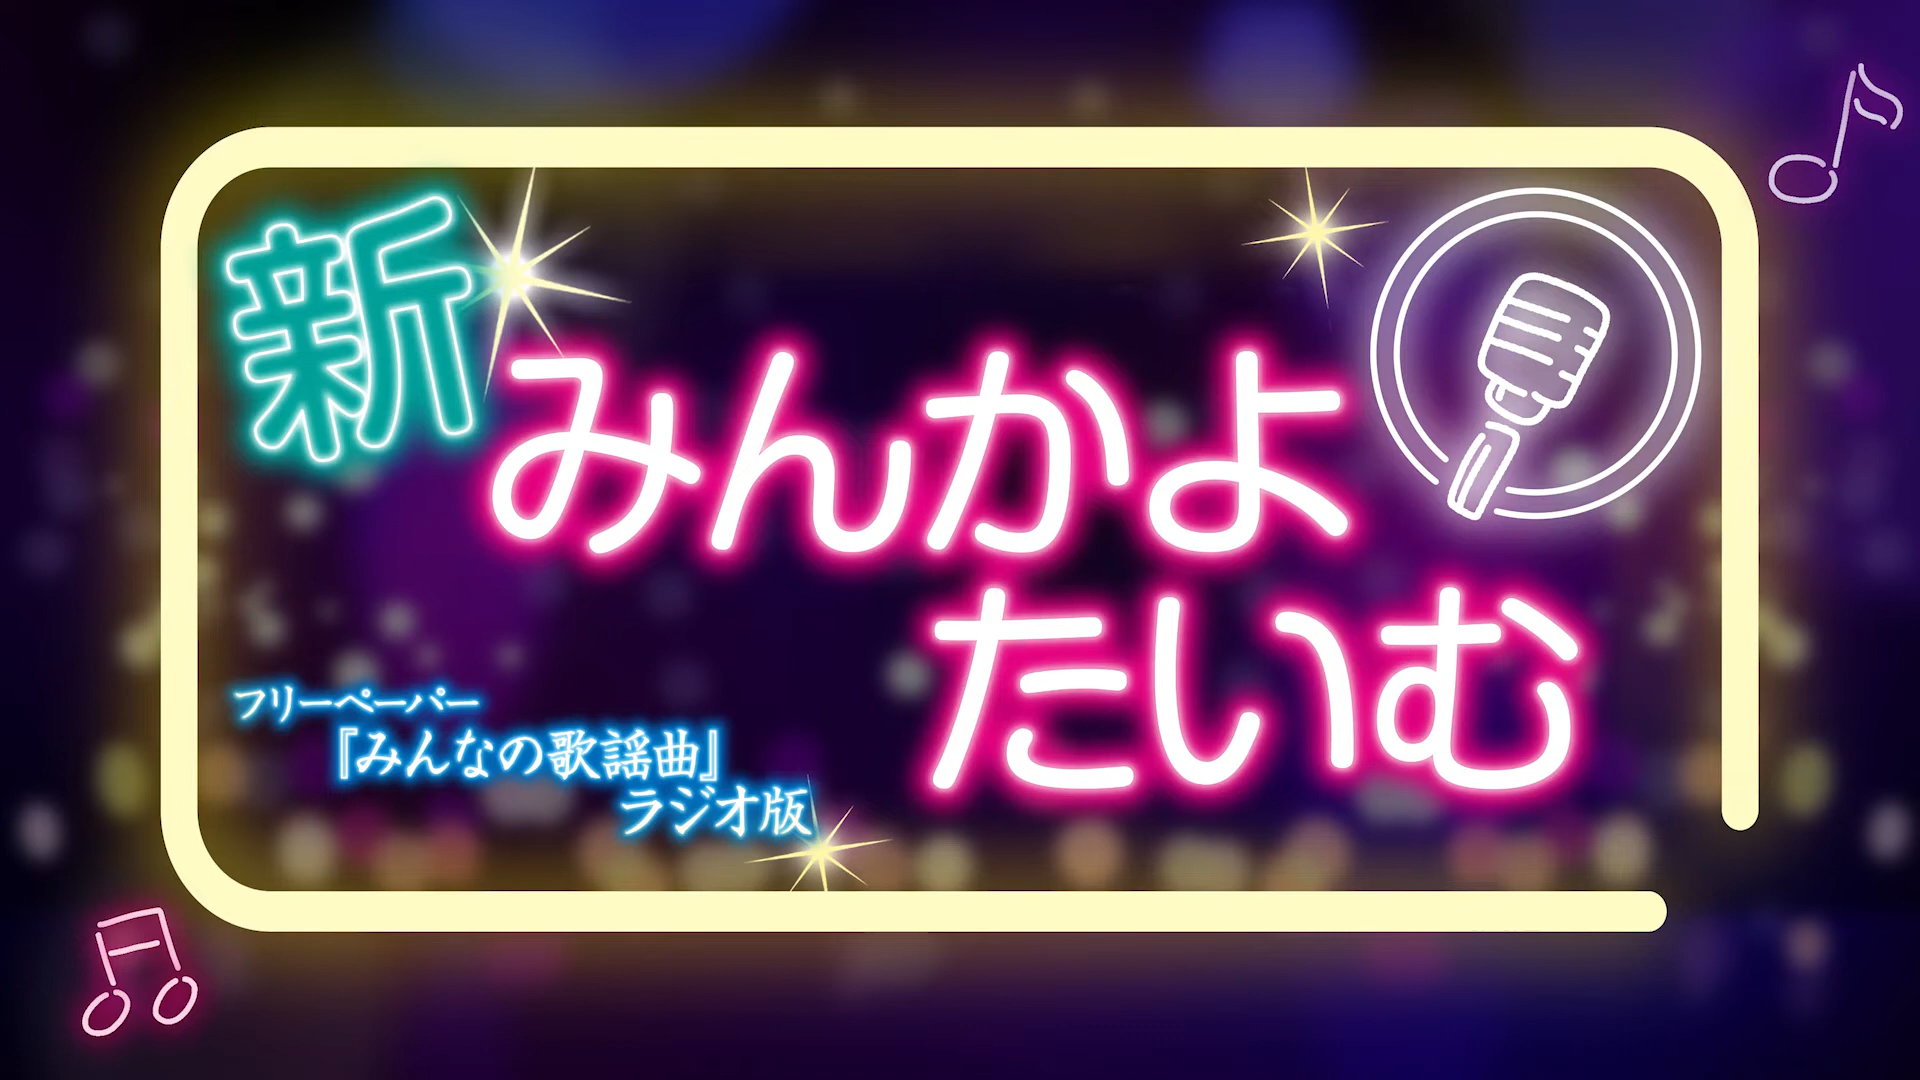 新
みんかよ
たいむ
フリーペーパー
『みんなの歌謡曲』
ラジオ版